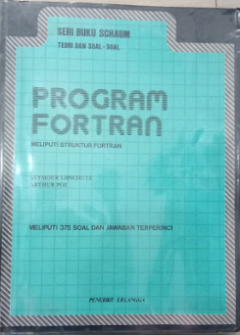 SERI BUKU SCHAUM
TEORI DAN SOAL-SOAL
PROGRAM
FORTRAN
MELIPUTI STRUKTUR FORTRAN
SEYMOUR LIPSCHUTZ
ARTHUR POE
MELIPUTI 375 SOAL DAN JAWABAN TERPERINCI
PENERBIT ERLANGGA